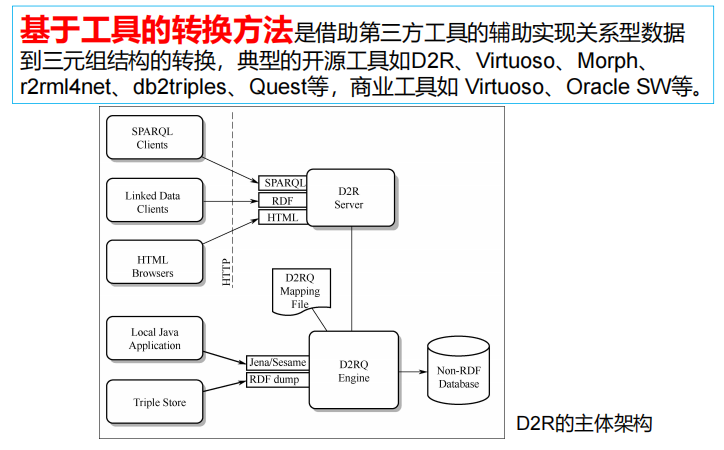 基于工具的转换方法是借助第三方工具的辅助实现关系型数据
到三元组结构的转换，典型的开源工具如D2R、Virtuoso、Morph、
r2rml4net、db2triples、Quest等，商业工具如 Virtuoso、Oracle SW等。
SPARQL
Clients
Linked Data
Clients
HTML
Browsers
HTTP
SPARQL
RDF
HTML
D2R
Server
D2RQ
Mapping
File
Local Java
Application
Triple Store
Jena/Sesame
RDF dump
D2RQ
Engine
Non-RDF
Database
D2R的主体架构